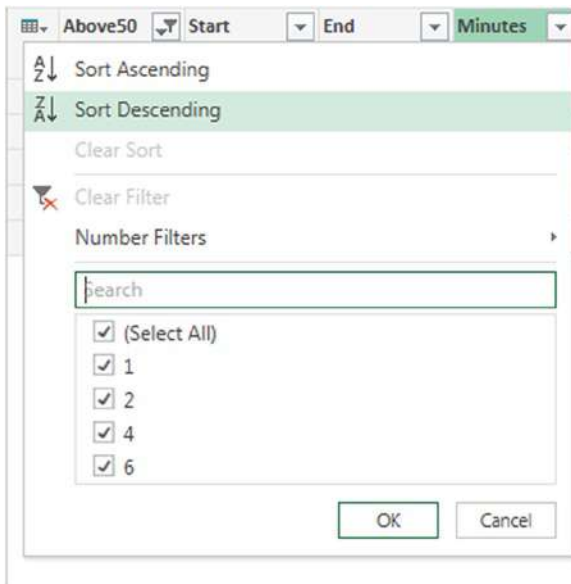 Above50 Start End Minutes
Sort Ascending
Sort Descending
Clear Sort
Clear Filter
Number Filters
Search
(Select All)
1
2
4
6
OK Cancel